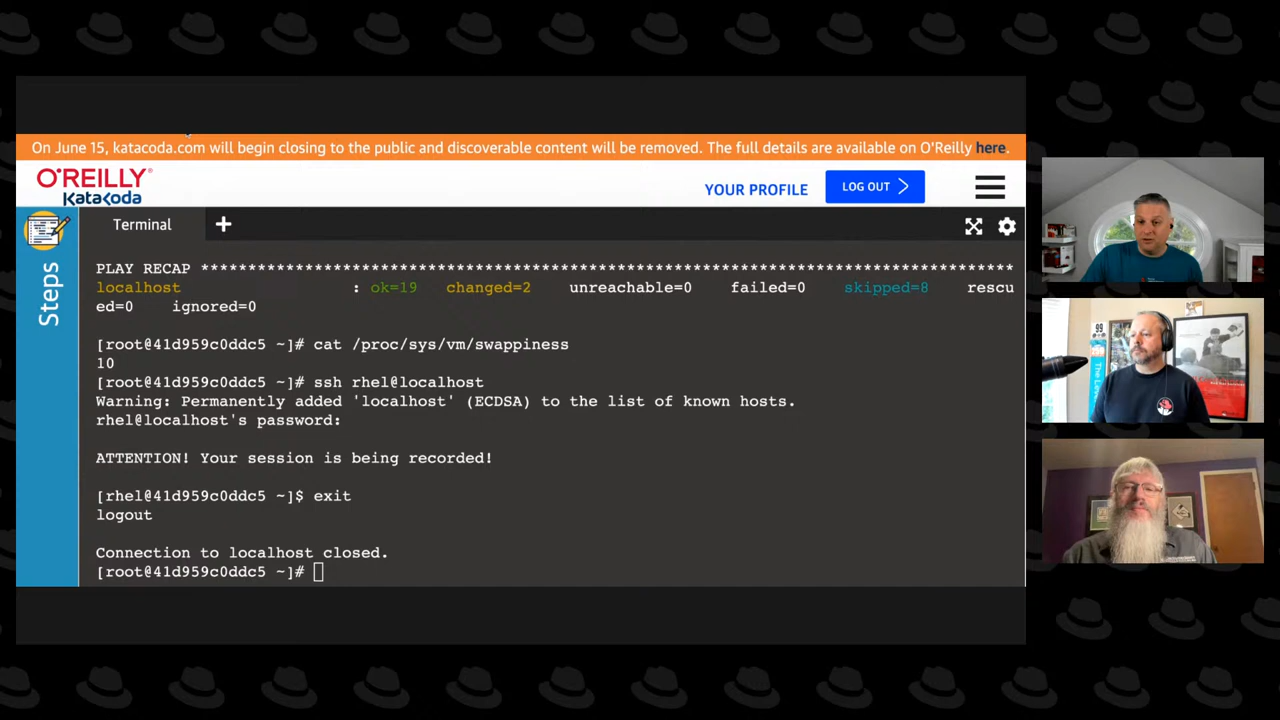 On June 15, katacoda.com will begin closing to the public and discoverable content will be removed. The full details are available on O'Reilly here.
O'REILLY®
KataKoda
YOUR PROFILE
LOG OUT
Steps
Terminal
+
PLAY RECAP *************************************************************************************
localhost : ok=19 changed=2 unreachable=0 failed=0 skipped=8 rescu
ed=0 ignored=0
[root@41d959c0ddc5 ~]# cat /proc/sys/vm/swappiness
10
[root@41d959c0ddc5 ~]# ssh rhel@localhost
Warning: Permanently added 'localhost' (ECDSA) to the list of known hosts.
rhel@localhost's password:
ATTENTION! Your session is being recorded!
[rhel@41d959c0ddc5 ~]$ exit
logout
Connection to localhost closed.
[root@41d959c0ddc5 ~]#
99